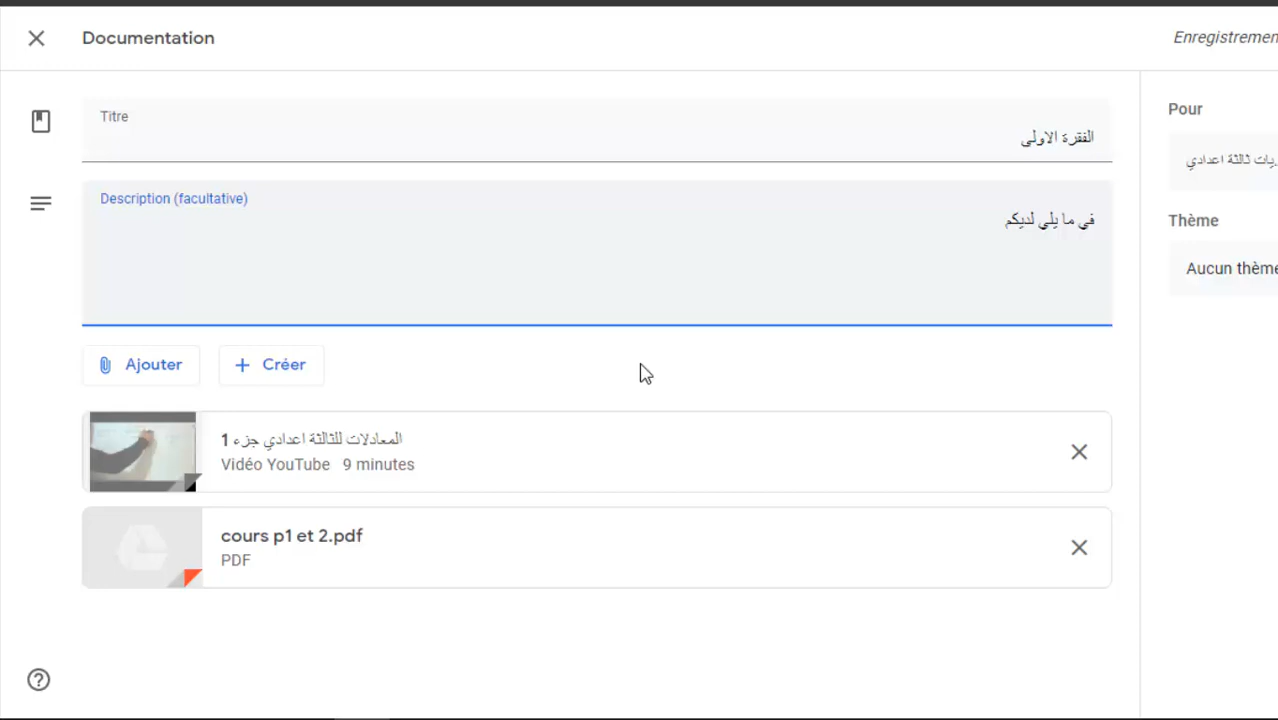 Documentation
Enregistremen
Titre
الفقرة الاولى
Description (facultative)
في ما يلي لديكم
Ajouter
Créer
المعادلات للثالثة اعدادي جزء 1
Vidéo YouTube 9 minutes
cours p1 et 2.pdf
PDF
Pour
ثالثة اعدادي
Thème
Aucun thème